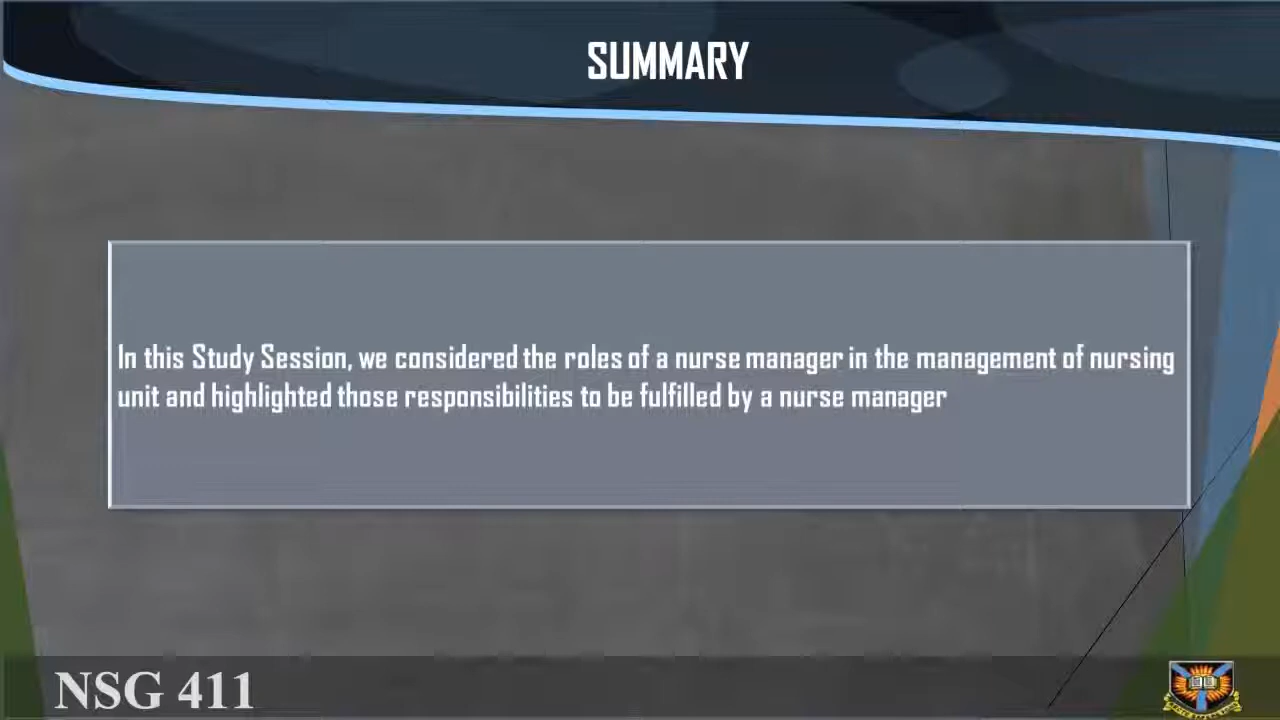 SUMMARY
In this Study Session, we considered the roles of a nurse manager in the management of nursing
unit and highlighted those responsibilities to be fulfilled by a nurse manager
NSG 411